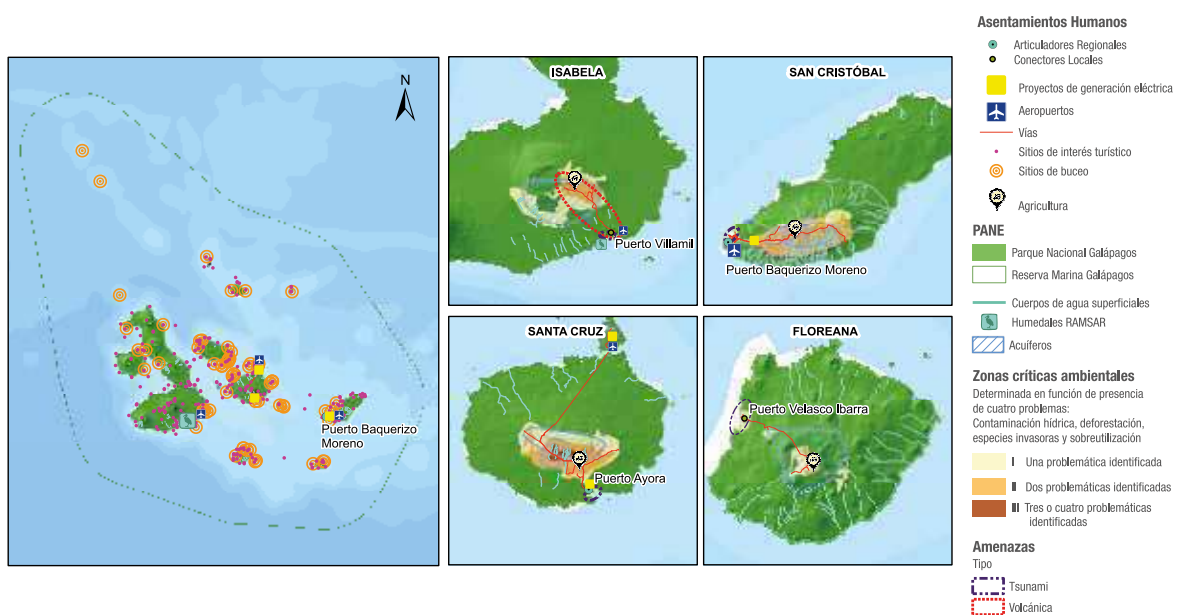 N
Puerto Baquerizo
Moreno
ISABELA
Puerto Villamil
SAN CRISTÓBAL
Puerto Baquerizo Moreno
SANTA CRUZ
Puerto Ayora
FLOREANA
Puerto Velasco Ibarra
Asentamientos Humanos
Articuladores Regionales
Conectores Locales
Proyectos de generación eléctrica
Aeropuertos
Vías
Sitios de interés turístico
Sitios de buceo
Agricultura
PANE
Parque Nacional Galápagos
Reserva Marina Galápagos
Cuerpos de agua superficiales
Humedales RAMSAR
Acuíferos
Zonas críticas ambientales
Determinada en función de presencia
de cuatro problemas:
Contaminación hídrica, deforestación,
especies invasoras y sobreutilización
I Una problemática identificada
II Dos problemáticas identificadas
III Tres o cuatro problemáticas
identificadas
Amenazas
Tipo
Tsunami
Volcánica